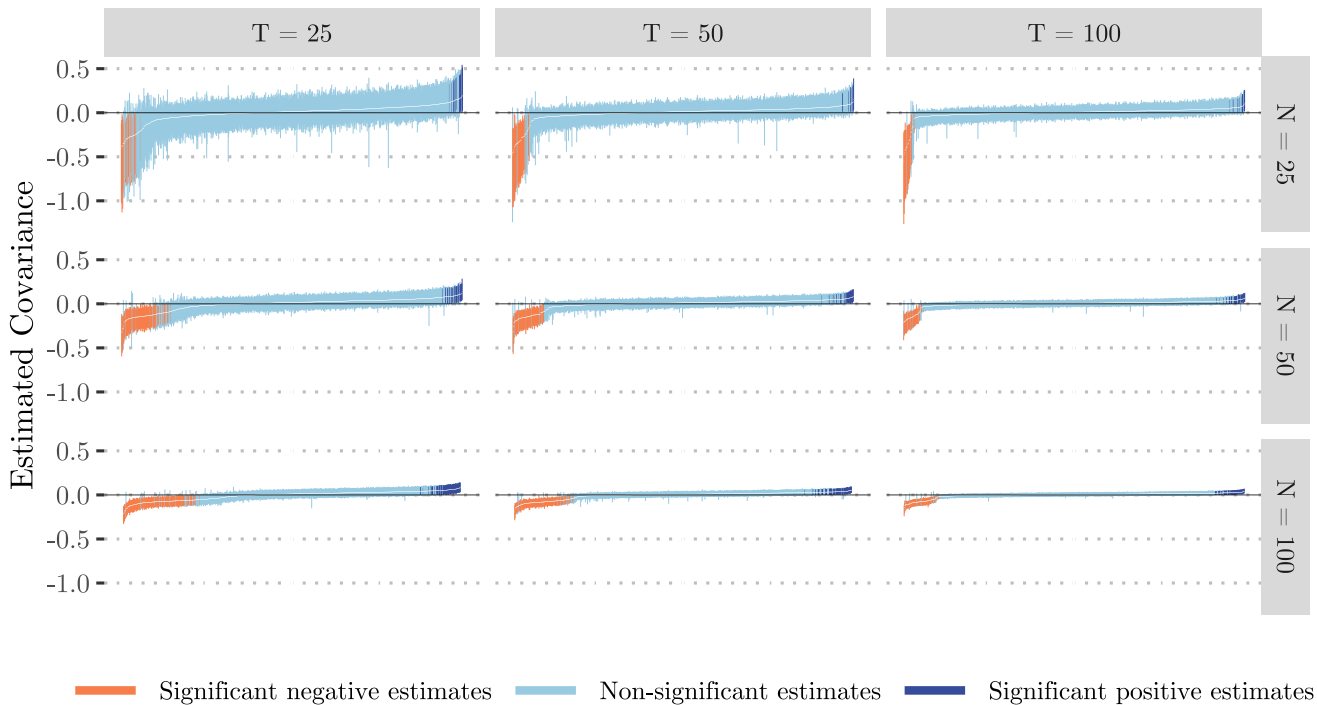 T = 25
T = 50
T = 100
Estimated Covariance
0.5
0.0
-0.5
-1.0
N = 25
0.5
0.0
-0.5
-1.0
N = 50
0.5
0.0
-0.5
-1.0
N = 100
Significant negative estimates
Non-significant estimates
Significant positive estimates